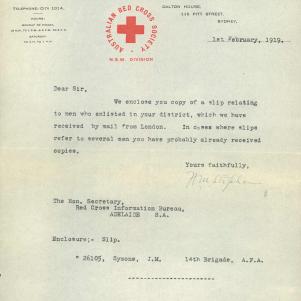 TELEPHONE: CITY 1014.
HOURS:
SATURDAY
AUSTRALIAN RED CROSS SOCIETY
N.S.W. DIVISION
DALTON HOUSE,
115 PITT STREET,
SYDNEY,
1st February, 1919.
Dear Sir,
We enclose you copy of a slip relating
to men who enlisted in your district, which we have
received by mail from London. In cases where slips
refer to several men you have probably already received
copies.
Yours faithfully,
The Hon. Secretary,
Red Cross Information Bureau,
ADELAIDE S.A.
Enclosure:- Slip.
" 26105, Symons, J.M. 14th Brigade, A.F.A.